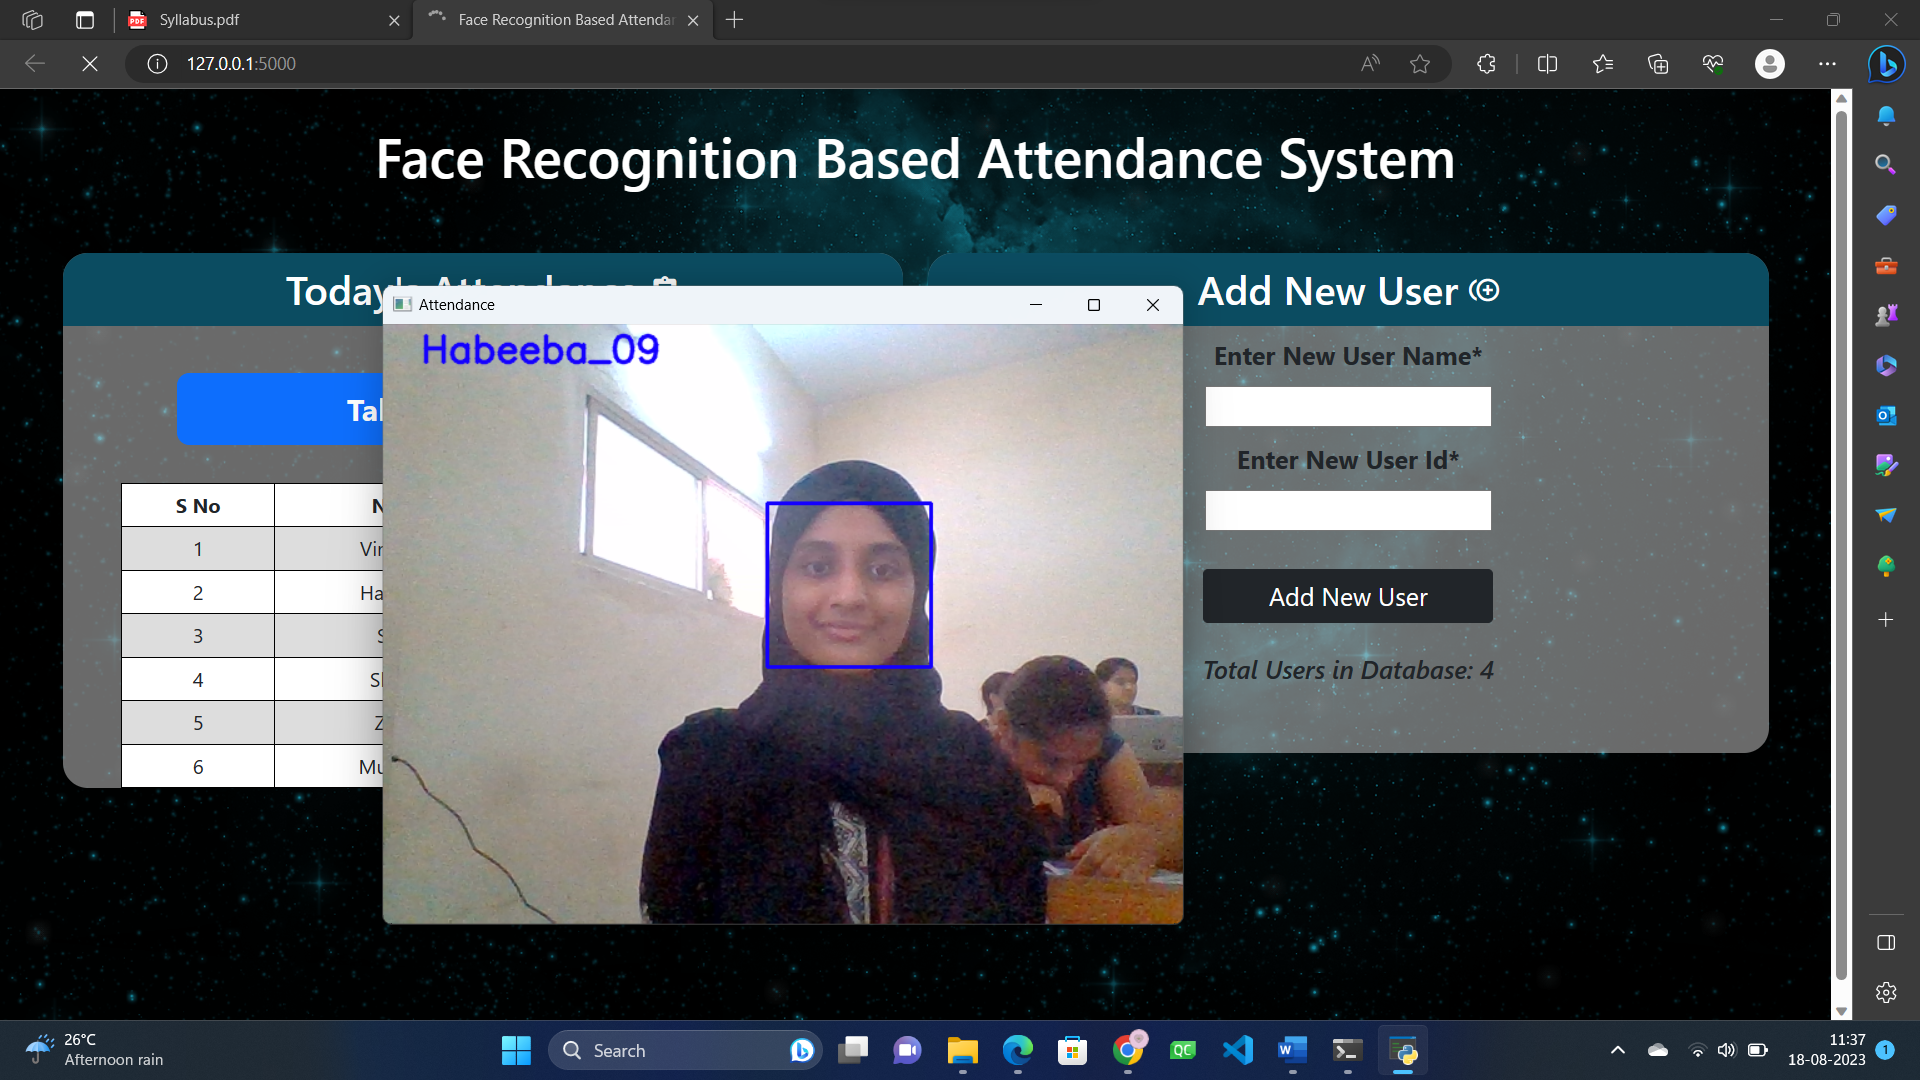 Syllabus.pdf
Face Recognition Based Attendar
127.0.0.1:5000
Face Recognition Based Attendance System
Today's Attendance
Add New User
Attendance
Habeeba_09
Enter New User Name*
Enter New User Id*
Add New User
Total Users in Database: 4
Tal
S No
N
1
Vir
2
Ha
3
S
4
Sl
5
Z
6
Mu
26°C
Afternoon rain
Search
11:37
18-08-2023
1